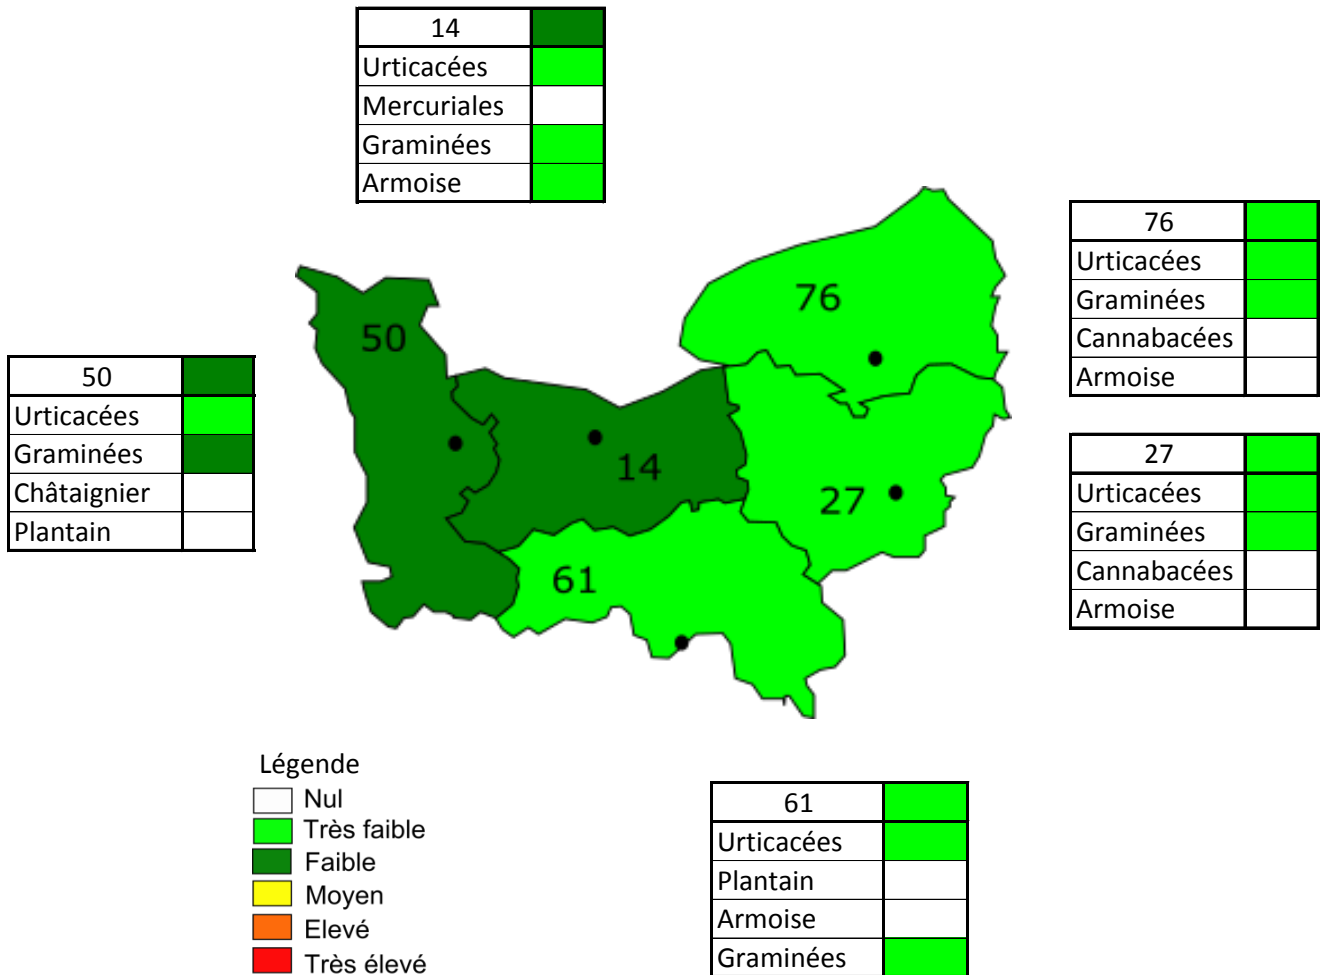 14
Urticacées
Mercuriales
Graminées
Armoise
76
Urticacées
Graminées
Cannabacées
Armoise
50
Urticacées
Graminées
Châtaignier
Plantain
27
Urticacées
Graminées
Cannabacées
Armoise
76
50
14
27
61
Légende
Nul
Très faible
Faible
Moyen
Elevé
Très élevé
61
Urticacées
Plantain
Armoise
Graminées